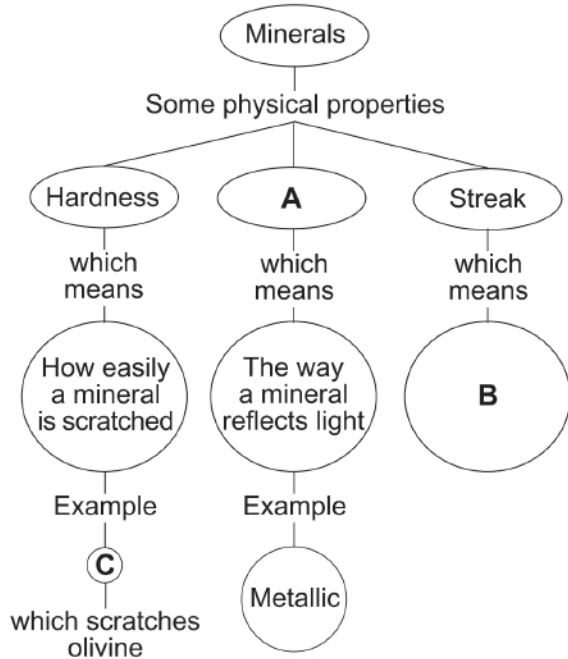 Minerals
Some physical properties
Hardness
A
Streak
which
means
which
means
which
means
How easily
a mineral
is scratched
The way
a mineral
reflects light
B
Example
Example
C
Metallic
which scratches
olivine